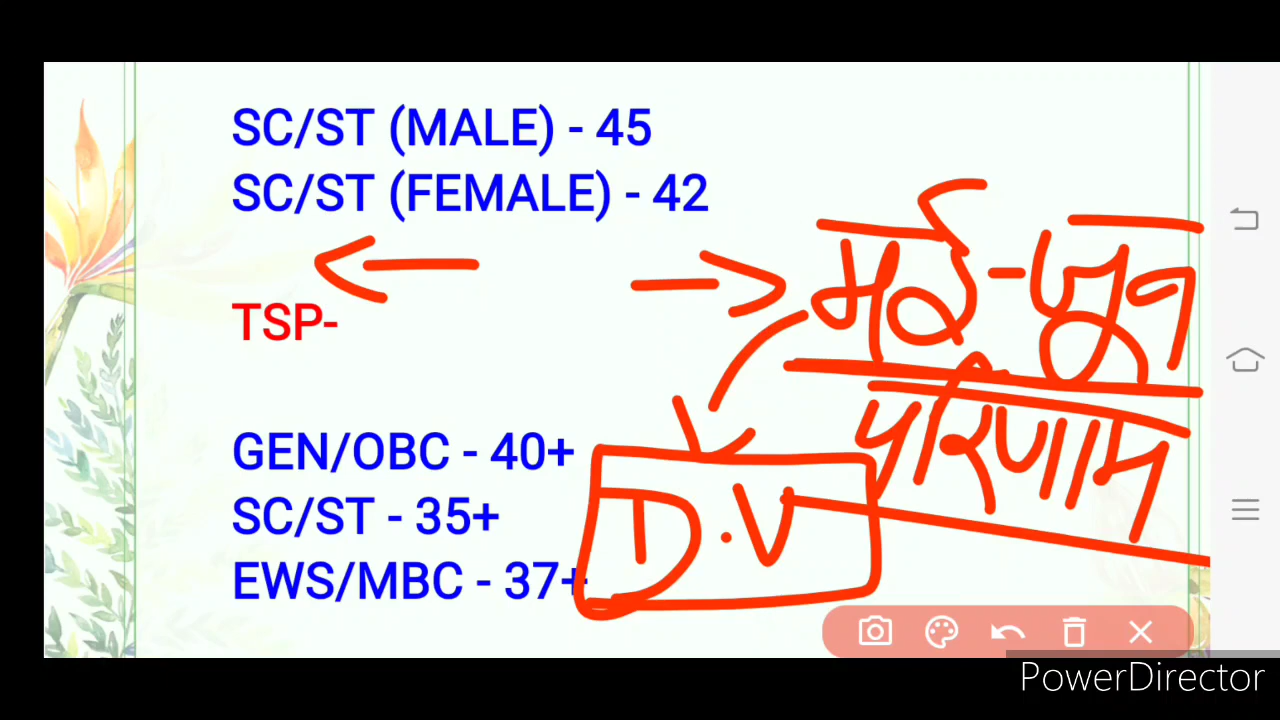 SC/ST (MALE) - 45
SC/ST (FEMALE) - 42
मई-जून
TSP-
परिणाम
GEN/OBC - 40+
SC/ST - 35+
D.V
EWS/MBC - 37+
PowerDirector